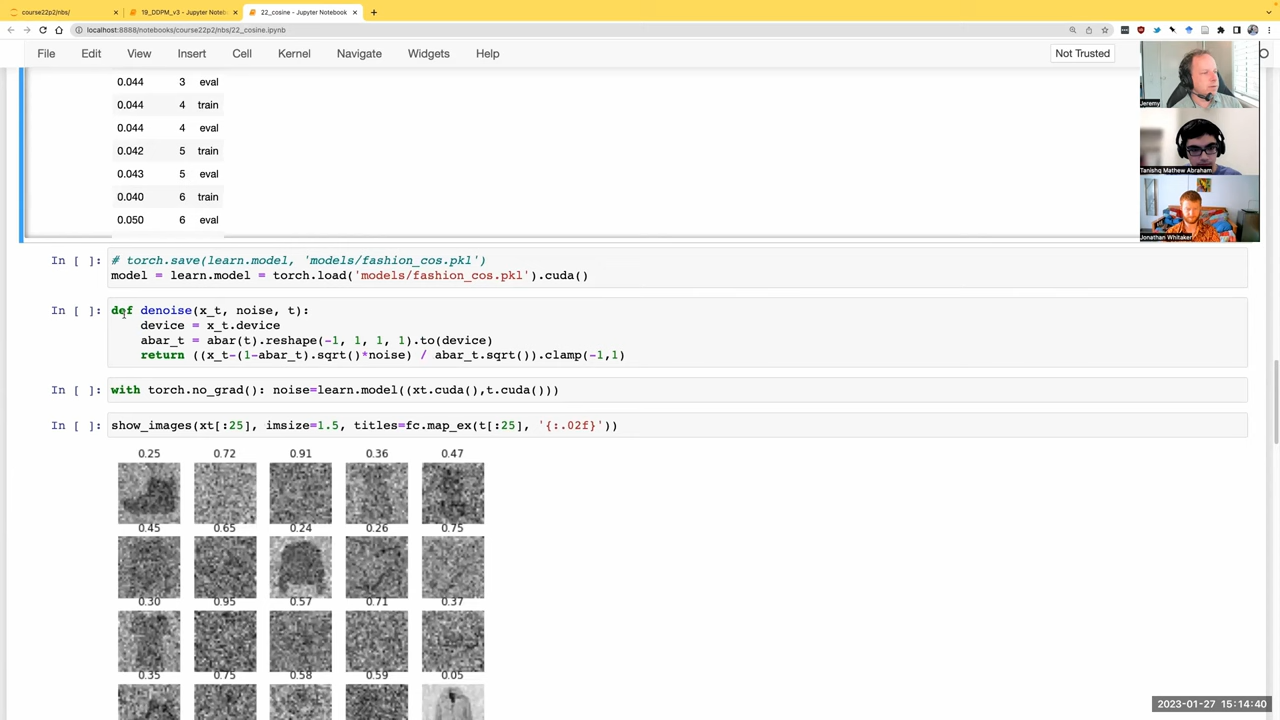 course22p2/nbs/
19_DDPM_v3 - Jupyter Noteb
22_cosine - Jupyter Notebook
localhost:8888/notebooks/course22p2/nbs/22_cosine.ipynb
File Edit View Insert Cell Kernel Navigate Widgets Help
Not Trusted
0.044 3 eval
0.044 4 train
0.044 4 eval
0.042 5 train
0.043 5 eval
0.040 6 train
0.050 6 eval
Jeremy
Tanishq Mathew Abraham
Jonathan Whitaker
In [ ]: # torch.save(learn.model, 'models/fashion_cos.pkl')
model = learn.model = torch.load('models/fashion_cos.pkl').cuda()
In [ ]: def denoise(x_t, noise, t):
device = x_t.device
abar_t = abar(t).reshape(-1, 1, 1, 1).to(device)
return ((x_t-(1-abar_t).sqrt()*noise) / abar_t.sqrt()).clamp(-1,1)
In [ ]: with torch.no_grad(): noise=learn.model((xt.cuda(),t.cuda()))
In [ ]: show_images(xt[:25], imsize=1.5, titles=fc.map_ex(t[:25], '{:.02f}'))
0.25 0.72 0.91 0.36 0.47
0.45 0.65 0.24 0.26 0.75
0.30 0.95 0.57 0.71 0.37
0.35 0.75 0.58 0.59 0.05
2023-01-27 15:14:40